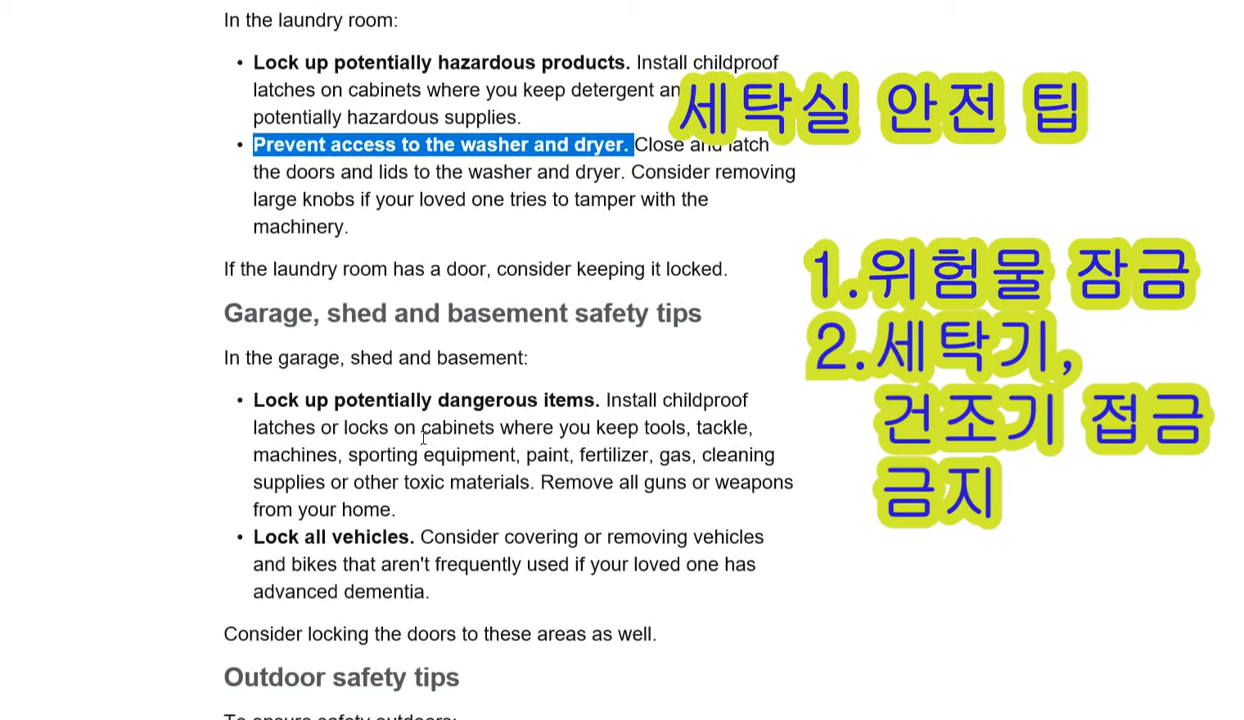 In the laundry room:
• Lock up potentially hazardous products. Install childproof
latches on cabinets where you keep detergent an
potentially hazardous supplies.
• Prevent access to the washer and dryer. Close and latch
the doors and lids to the washer and dryer. Consider removing
large knobs if your loved one tries to tamper with the
machinery.
If the laundry room has a door, consider keeping it locked.
Garage, shed and basement safety tips
In the garage, shed and basement:
• Lock up potentially dangerous items. Install childproof
latches or locks on cabinets where you keep tools, tackle,
machines, sporting equipment, paint, fertilizer, gas, cleaning
supplies or other toxic materials. Remove all guns or weapons
from your home.
• Lock all vehicles. Consider covering or removing vehicles
and bikes that aren't frequently used if your loved one has
advanced dementia.
Consider locking the doors to these areas as well.
Outdoor safety tips
To ensure safety outdoors:
세탁실 안전 팁
1.위험물 잠금
2.세탁기,
건조기 접금
금지